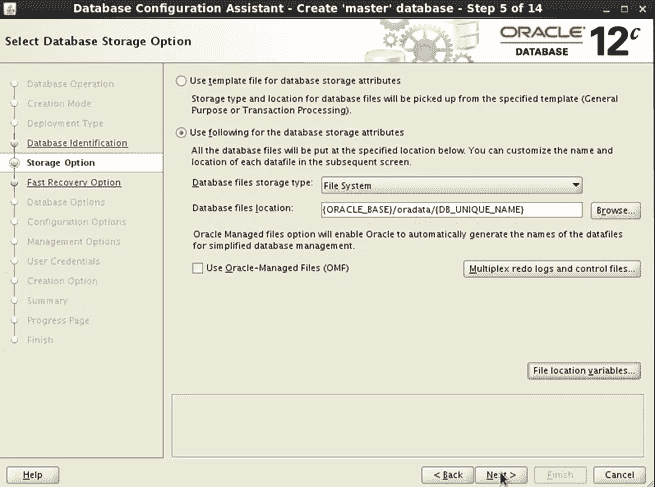 Database Configuration Assistant - Create 'master' database - Step 5 of 14
Select Database Storage Option
ORACLE
DATABASE
12c
Database Operation
Creation Mode
Deployment Type
Database Identification
Storage Option
Fast Recovery Option
Database Options
Configuration Options
Management Options
User Credentials
Creation Option
Summary
Progress Page
Finish
Use template file for database storage attributes
Storage type and location for database files will be picked up from the specified template (General
Purpose or Transaction Processing).
Use following for the database storage attributes
All the database files will be put at the specified location below. You can customize the name and
location of each datafile in the subsequent screen.
Database files storage type: File System
Database files location: {ORACLE_BASE}/oradata/{DB_UNIQUE_NAME} Browse...
Oracle Managed files option will enable Oracle to automatically generate the names of the datafiles
for simplified database management.
Use Oracle-Managed Files (OMF) Multiplex redo logs and control files...
File location variables...
Help < Back Next > Finish Cancel